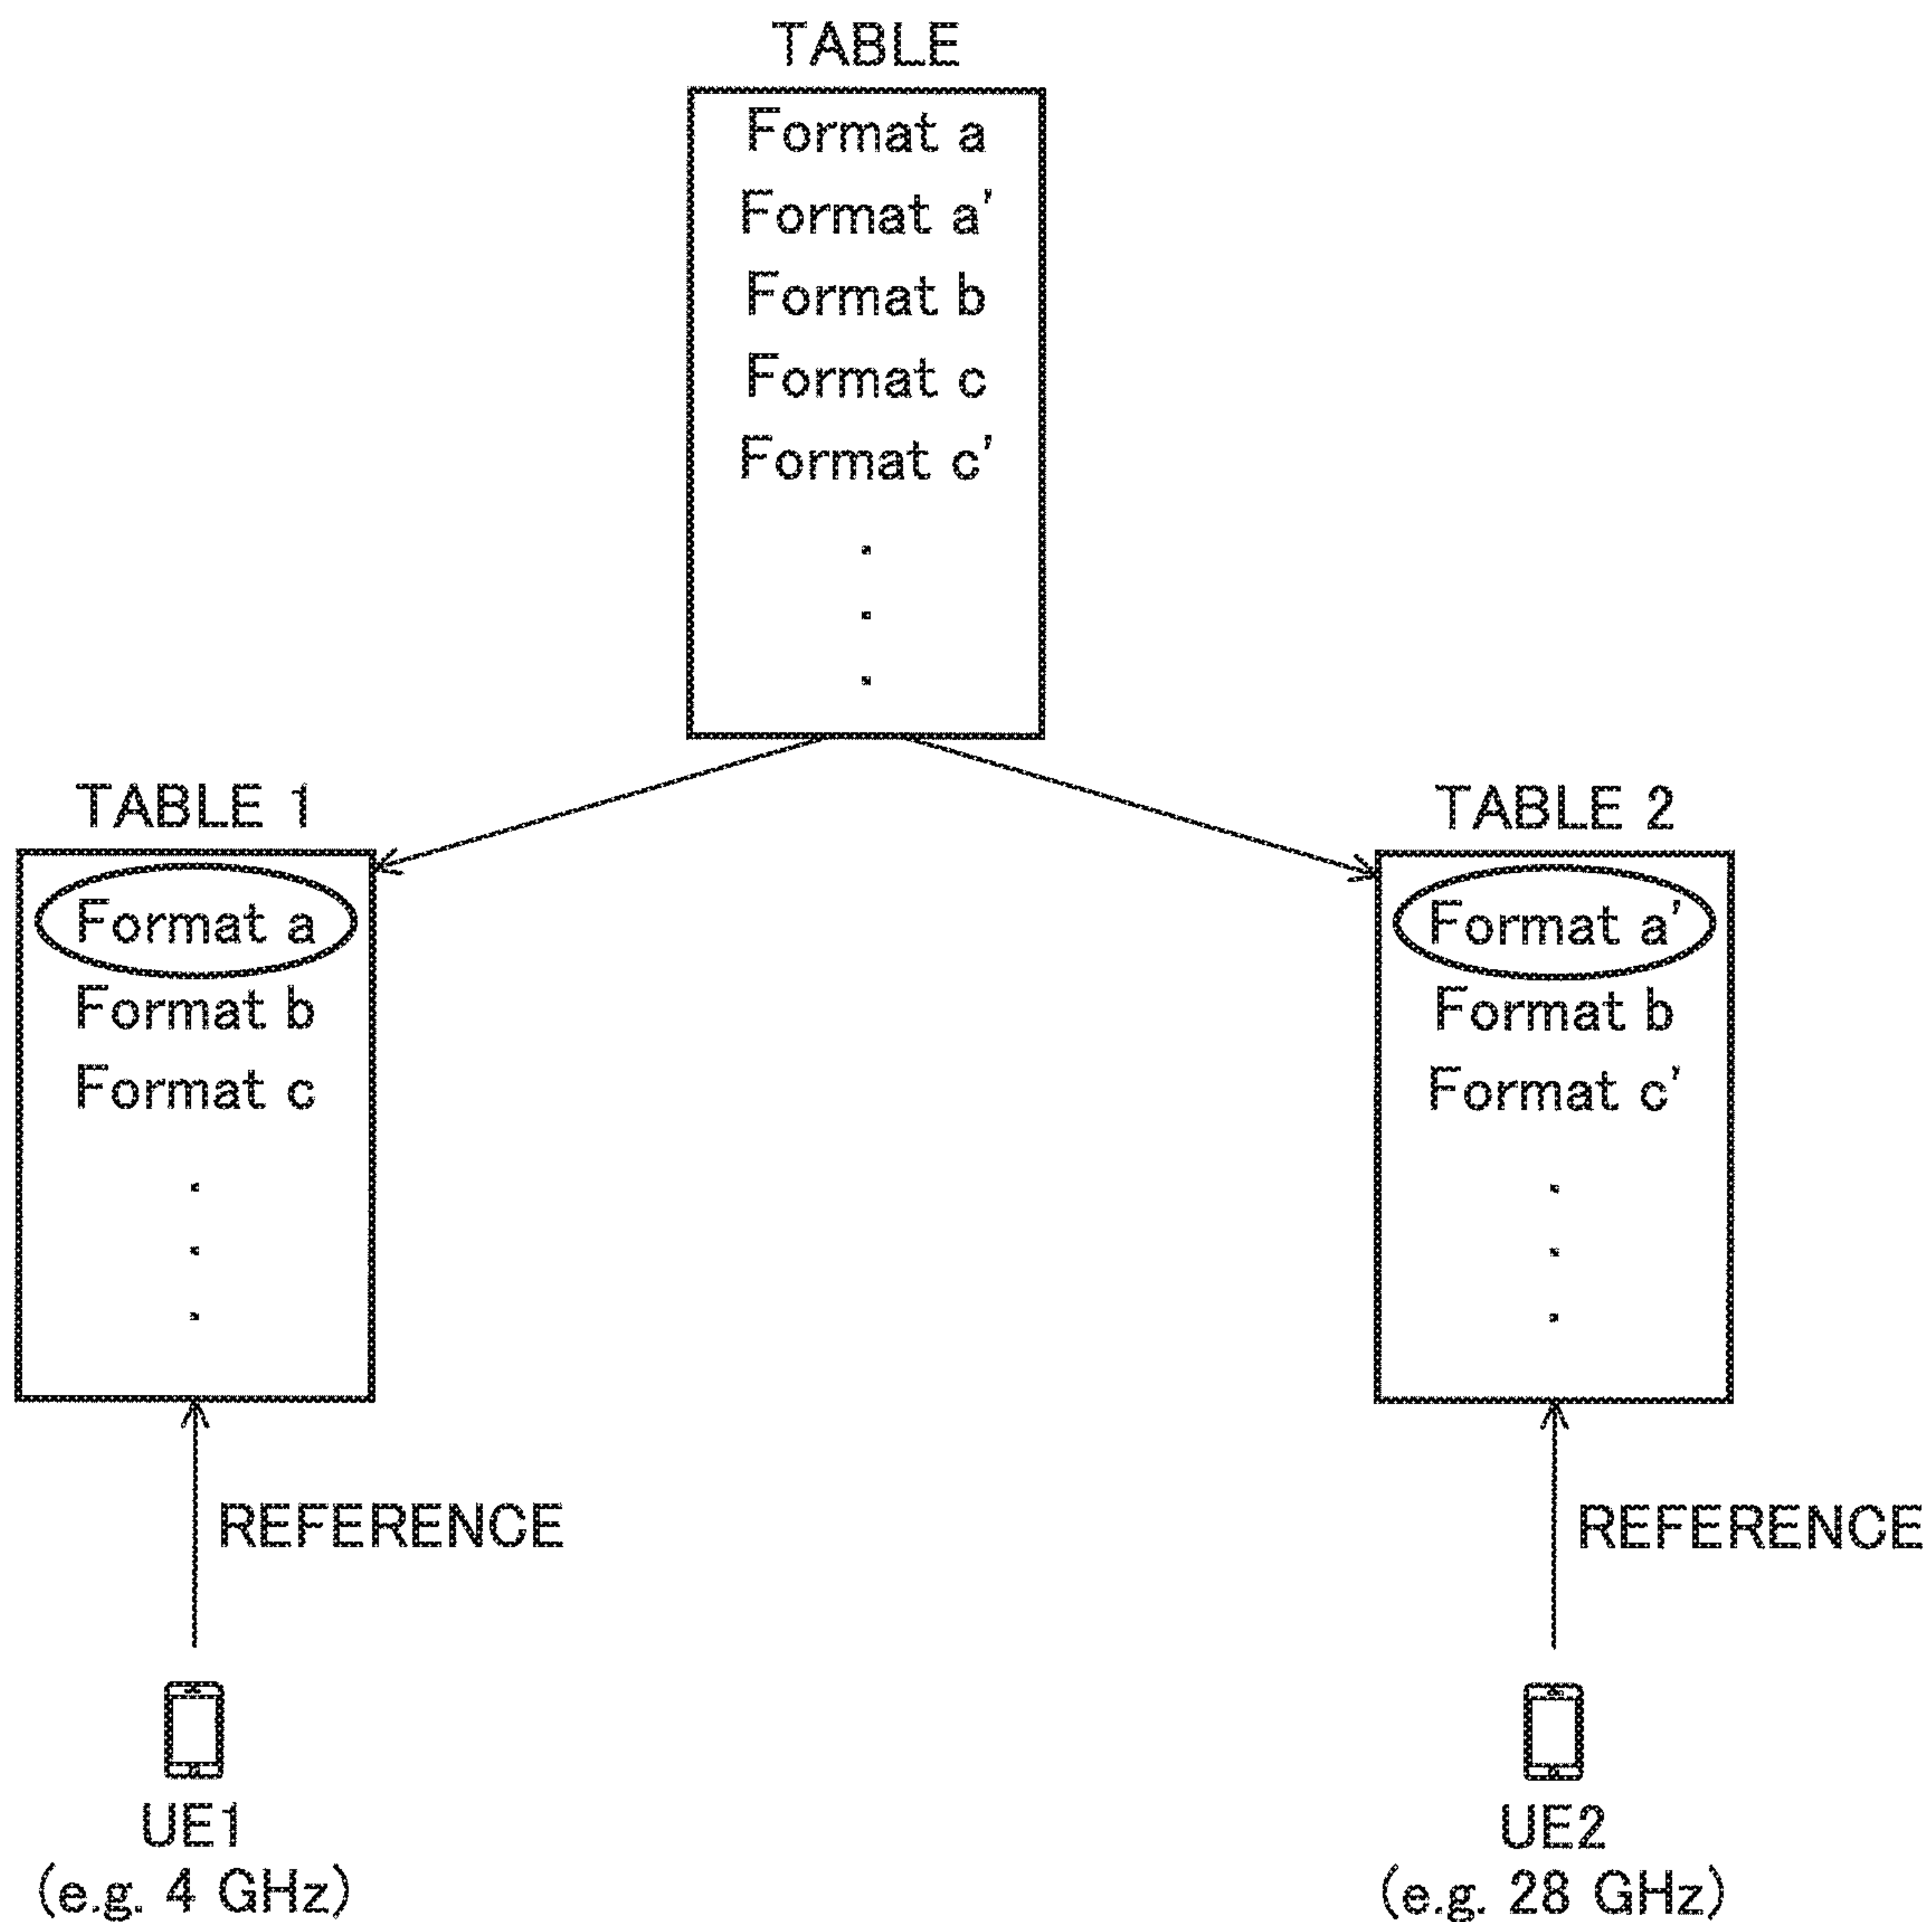 TABLE
Format a
Format a'
Format b
Format c
Format c'
TABLE 1
Format a
Format b
Format c
REFERENCE
UE1
(e.g. 4 GHz)
TABLE 2
Format a'
Format b
Format c'
REFERENCE
UE2
(e.g. 28 GHz)